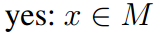 yes: x ∈ M